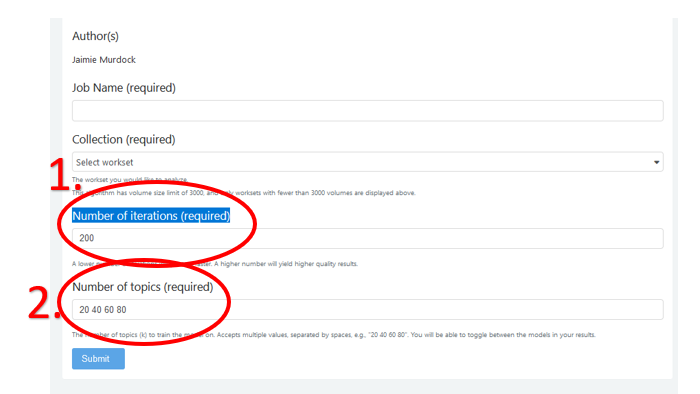 Author(s)
Jaimie Murdock
Job Name (required)
Collection (required)
Select workset
1.
The workset you would like to analyze.
This algorithm has volume size limit of 3000, and only worksets with fewer than 3000 volumes are displayed above.
Number of iterations (required)
200
A lower faster. A higher number will yield higher quality results.
Number of topics (required)
2.
20 40 60 80
The number of topics (k) to train the model on. Accepts multiple values, separated by spaces, e.g., "20 40 60 80". You will be able to toggle between the models in your results.
Submit